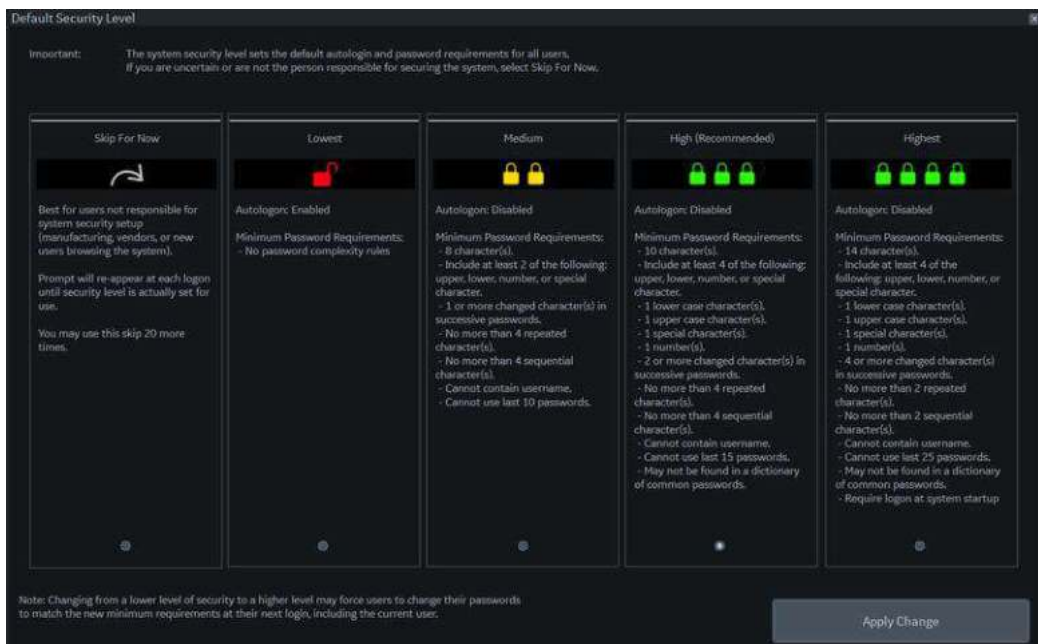 Default Security Level
Important: The system security level sets the default autologin and password requirements for all users.
If you are uncertain or are not the person responsible for securing the system, select Skip For Now.
Skip For Now
Best for users not responsible for
system security setup
(manufacturing, vendors, or new
users browsing the system).
Prompt will re-appear at each logon
until security level is actually set for
use.
You may use this skip 20 more
times.
Lowest
Autologon: Enabled
Minimum Password Requirements:
- No password complexity rules
Medium
Autologon: Disabled
Minimum Password Requirements:
- 8 character(s).
- Include at least 2 of the following:
upper, lower, number, or special
character.
- 1 or more changed character(s) in
successive passwords.
- No more than 4 repeated
character(s).
- No more than 4 sequential
character(s).
- Cannot contain username.
- Cannot use last 10 passwords.
High (Recommended)
Autologon: Disabled
Minimum Password Requirements:
- 10 character(s).
- Include at least 4 of the following:
upper, lower, number, or special
character.
- 1 lower case character(s).
- 1 upper case character(s).
- 1 special character(s).
- 1 number(s).
- 2 or more changed character(s) in
successive passwords.
- No more than 4 repeated
character(s).
- No more than 4 sequential
character(s).
- Cannot contain username.
- Cannot use last 15 passwords.
- May not be found in a dictionary
of common passwords.
Highest
Autologon: Disabled
Minimum Password Requirements:
- 14 character(s).
- Include at least 4 of the
following: upper, lower, number, or
special character.
- 1 lower case character(s).
- 1 upper case character(s).
- 1 special character(s).
- 1 number(s).
- 4 or more changed character(s)
in successive passwords.
- No more than 2 repeated
character(s).
- No more than 2 sequential
character(s).
- Cannot contain username.
- Cannot use last 25 passwords.
- May not be found in a dictionary
of common passwords.
- Require logon at system startup
Note: Changing from a lower level of security to a higher level may force users to change their passwords
to match the new minimum requirements at their next login, including the current user.
Apply Change